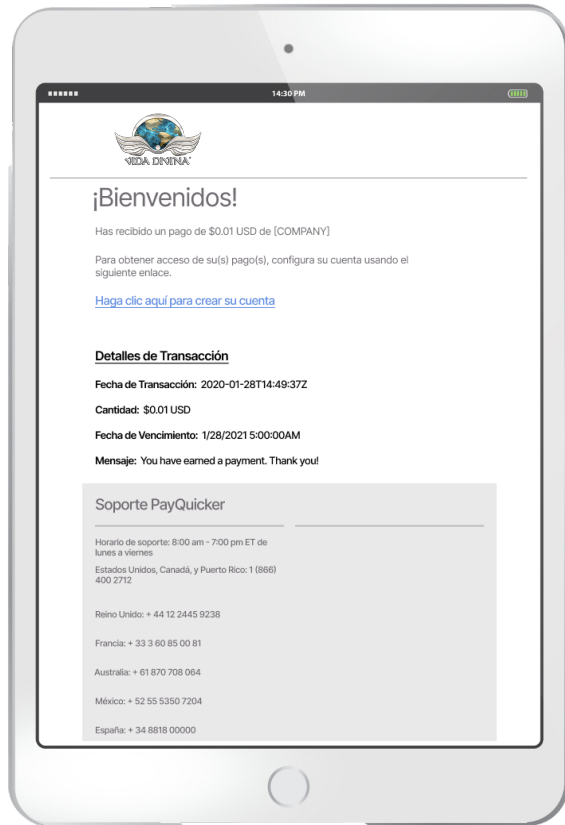 14:30 PM
VIDA DIVINA®
¡Bienvenidos!
Has recibido un pago de $0.01 USD de [COMPANY]
Para obtener acceso de su(s) pago(s), configura su cuenta usando el
siguiente enlace.
Haga clic aquí para crear su cuenta
Detalles de Transacción
Fecha de Transacción: 2020-01-28T14:49:37Z
Cantidad: $0.01 USD
Fecha de Vencimiento: 1/28/2021 5:00:00AM
Mensaje: You have earned a payment. Thank you!
Soporte PayQuicker
Horario de soporte: 8:00 am - 7:00 pm ET de
lunes a viernes
Estados Unidos, Canadá, y Puerto Rico: 1 (866)
400 2712
Reino Unido: + 44 12 2445 9238
Francia: + 33 3 60 85 00 81
Australia: + 61 870 708 064
México: + 52 55 5350 7204
España: + 34 8818 00000